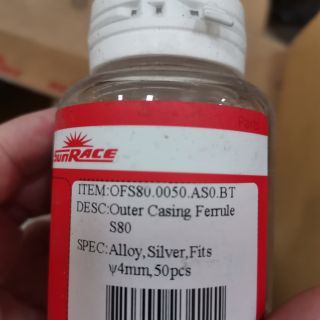 SunRACE
ITEM:OFS80.0050.AS0.BT
DESC:Outer Casing Ferrule
S80
SPEC:Alloy,Silver,Fits
ψ4mm,50pcs